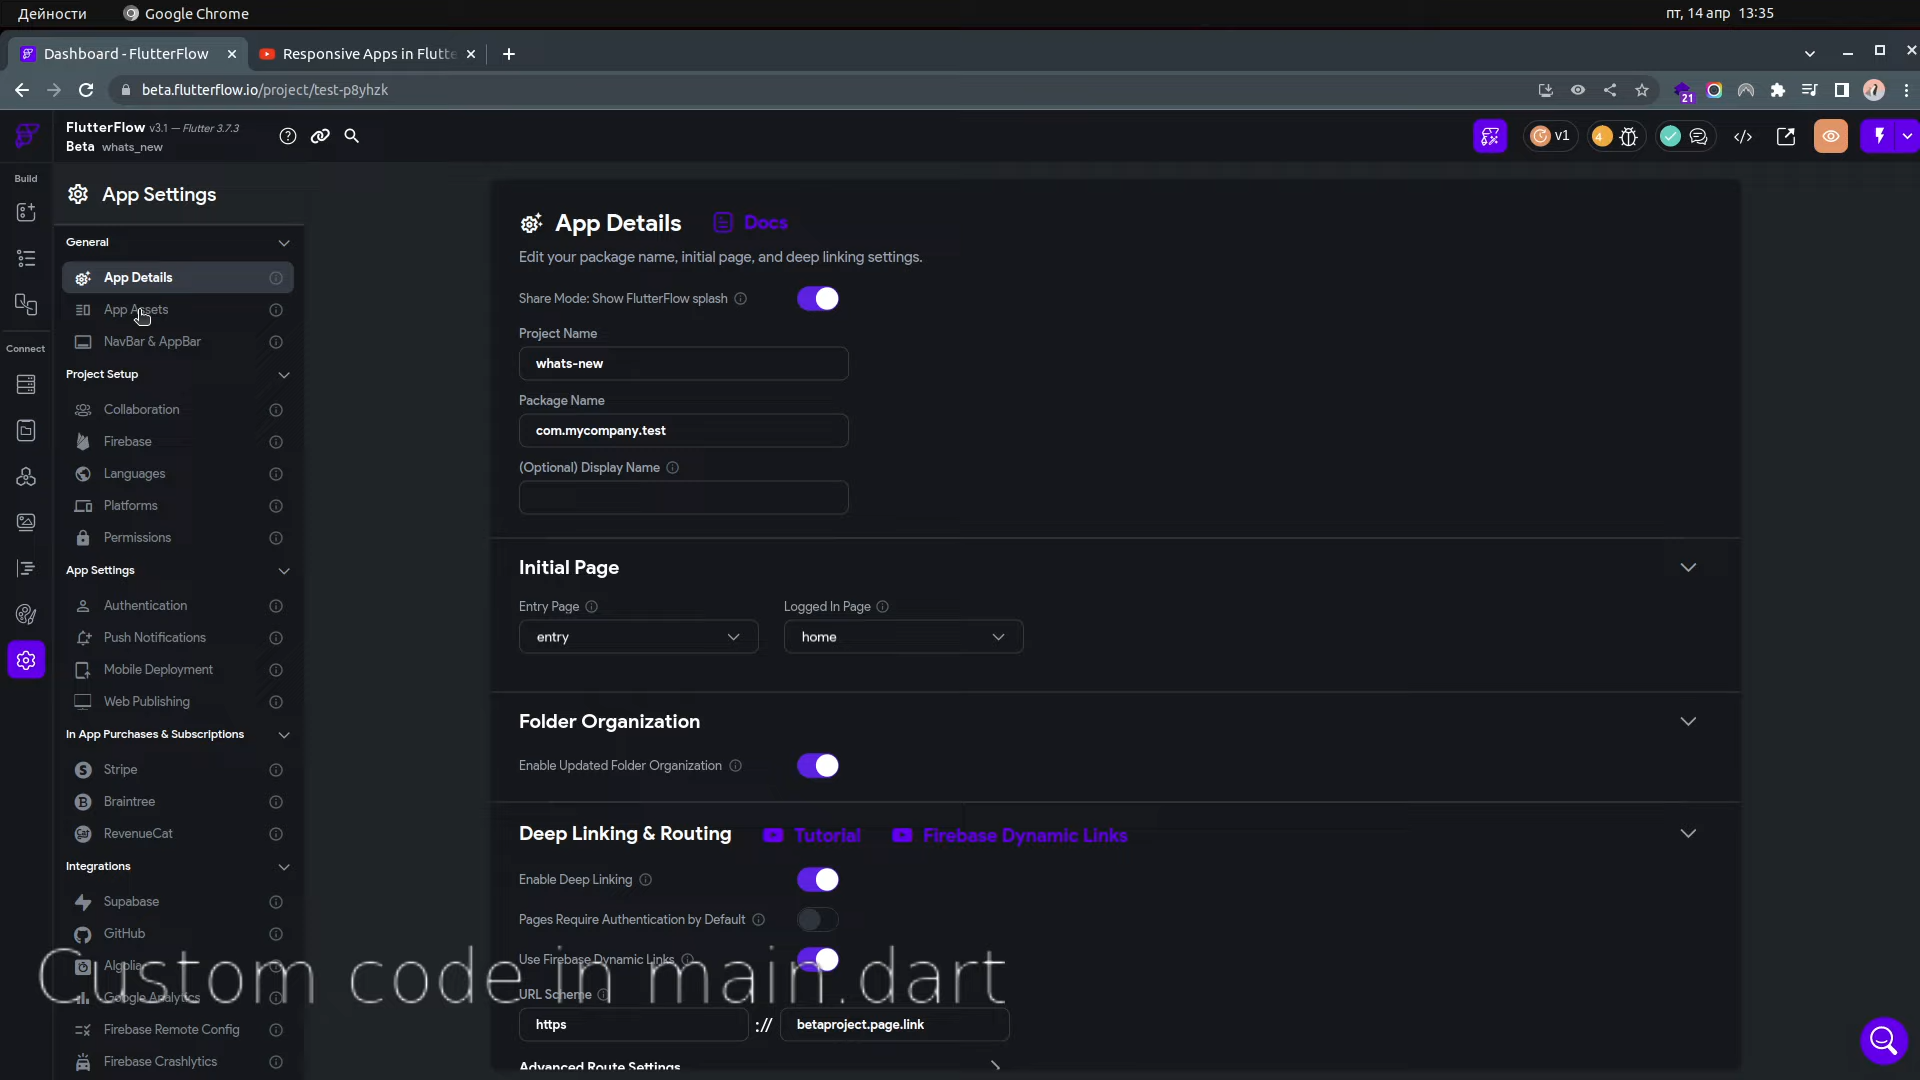 Дейности
Google Chrome
пт, 14 апр 13:35
Dashboard - FlutterFlow
Responsive Apps in Flutte
beta.flutterflow.io/project/test-p8yhzk
21
FlutterFlow v3.1 — Flutter 3.7.3
Beta whats_new
v1
4
Build
Connect
App Settings
General
App Details
App Assets
NavBar & AppBar
Project Setup
Collaboration
Firebase
Languages
Platforms
Permissions
App Settings
Authentication
Push Notifications
Mobile Deployment
Web Publishing
In App Purchases & Subscriptions
Stripe
Braintree
RevenueCat
Integrations
Supabase
GitHub
Algolia
Google Analytics
Firebase Remote Config
Firebase Crashlytics
App Details
Docs
Edit your package name, initial page, and deep linking settings.
Share Mode: Show FlutterFlow splash
Project Name
whats-new
Package Name
com.mycompany.test
(Optional) Display Name
Initial Page
Entry Page
Logged In Page
entry
home
Folder Organization
Enable Updated Folder Organization
Deep Linking & Routing
Tutorial
Firebase Dynamic Links
Enable Deep Linking
Pages Require Authentication by Default
Use Firebase Dynamic Links
URL Scheme
https
://
betaproject.page.link
Advanced Route Settings
Custom code in main.dart